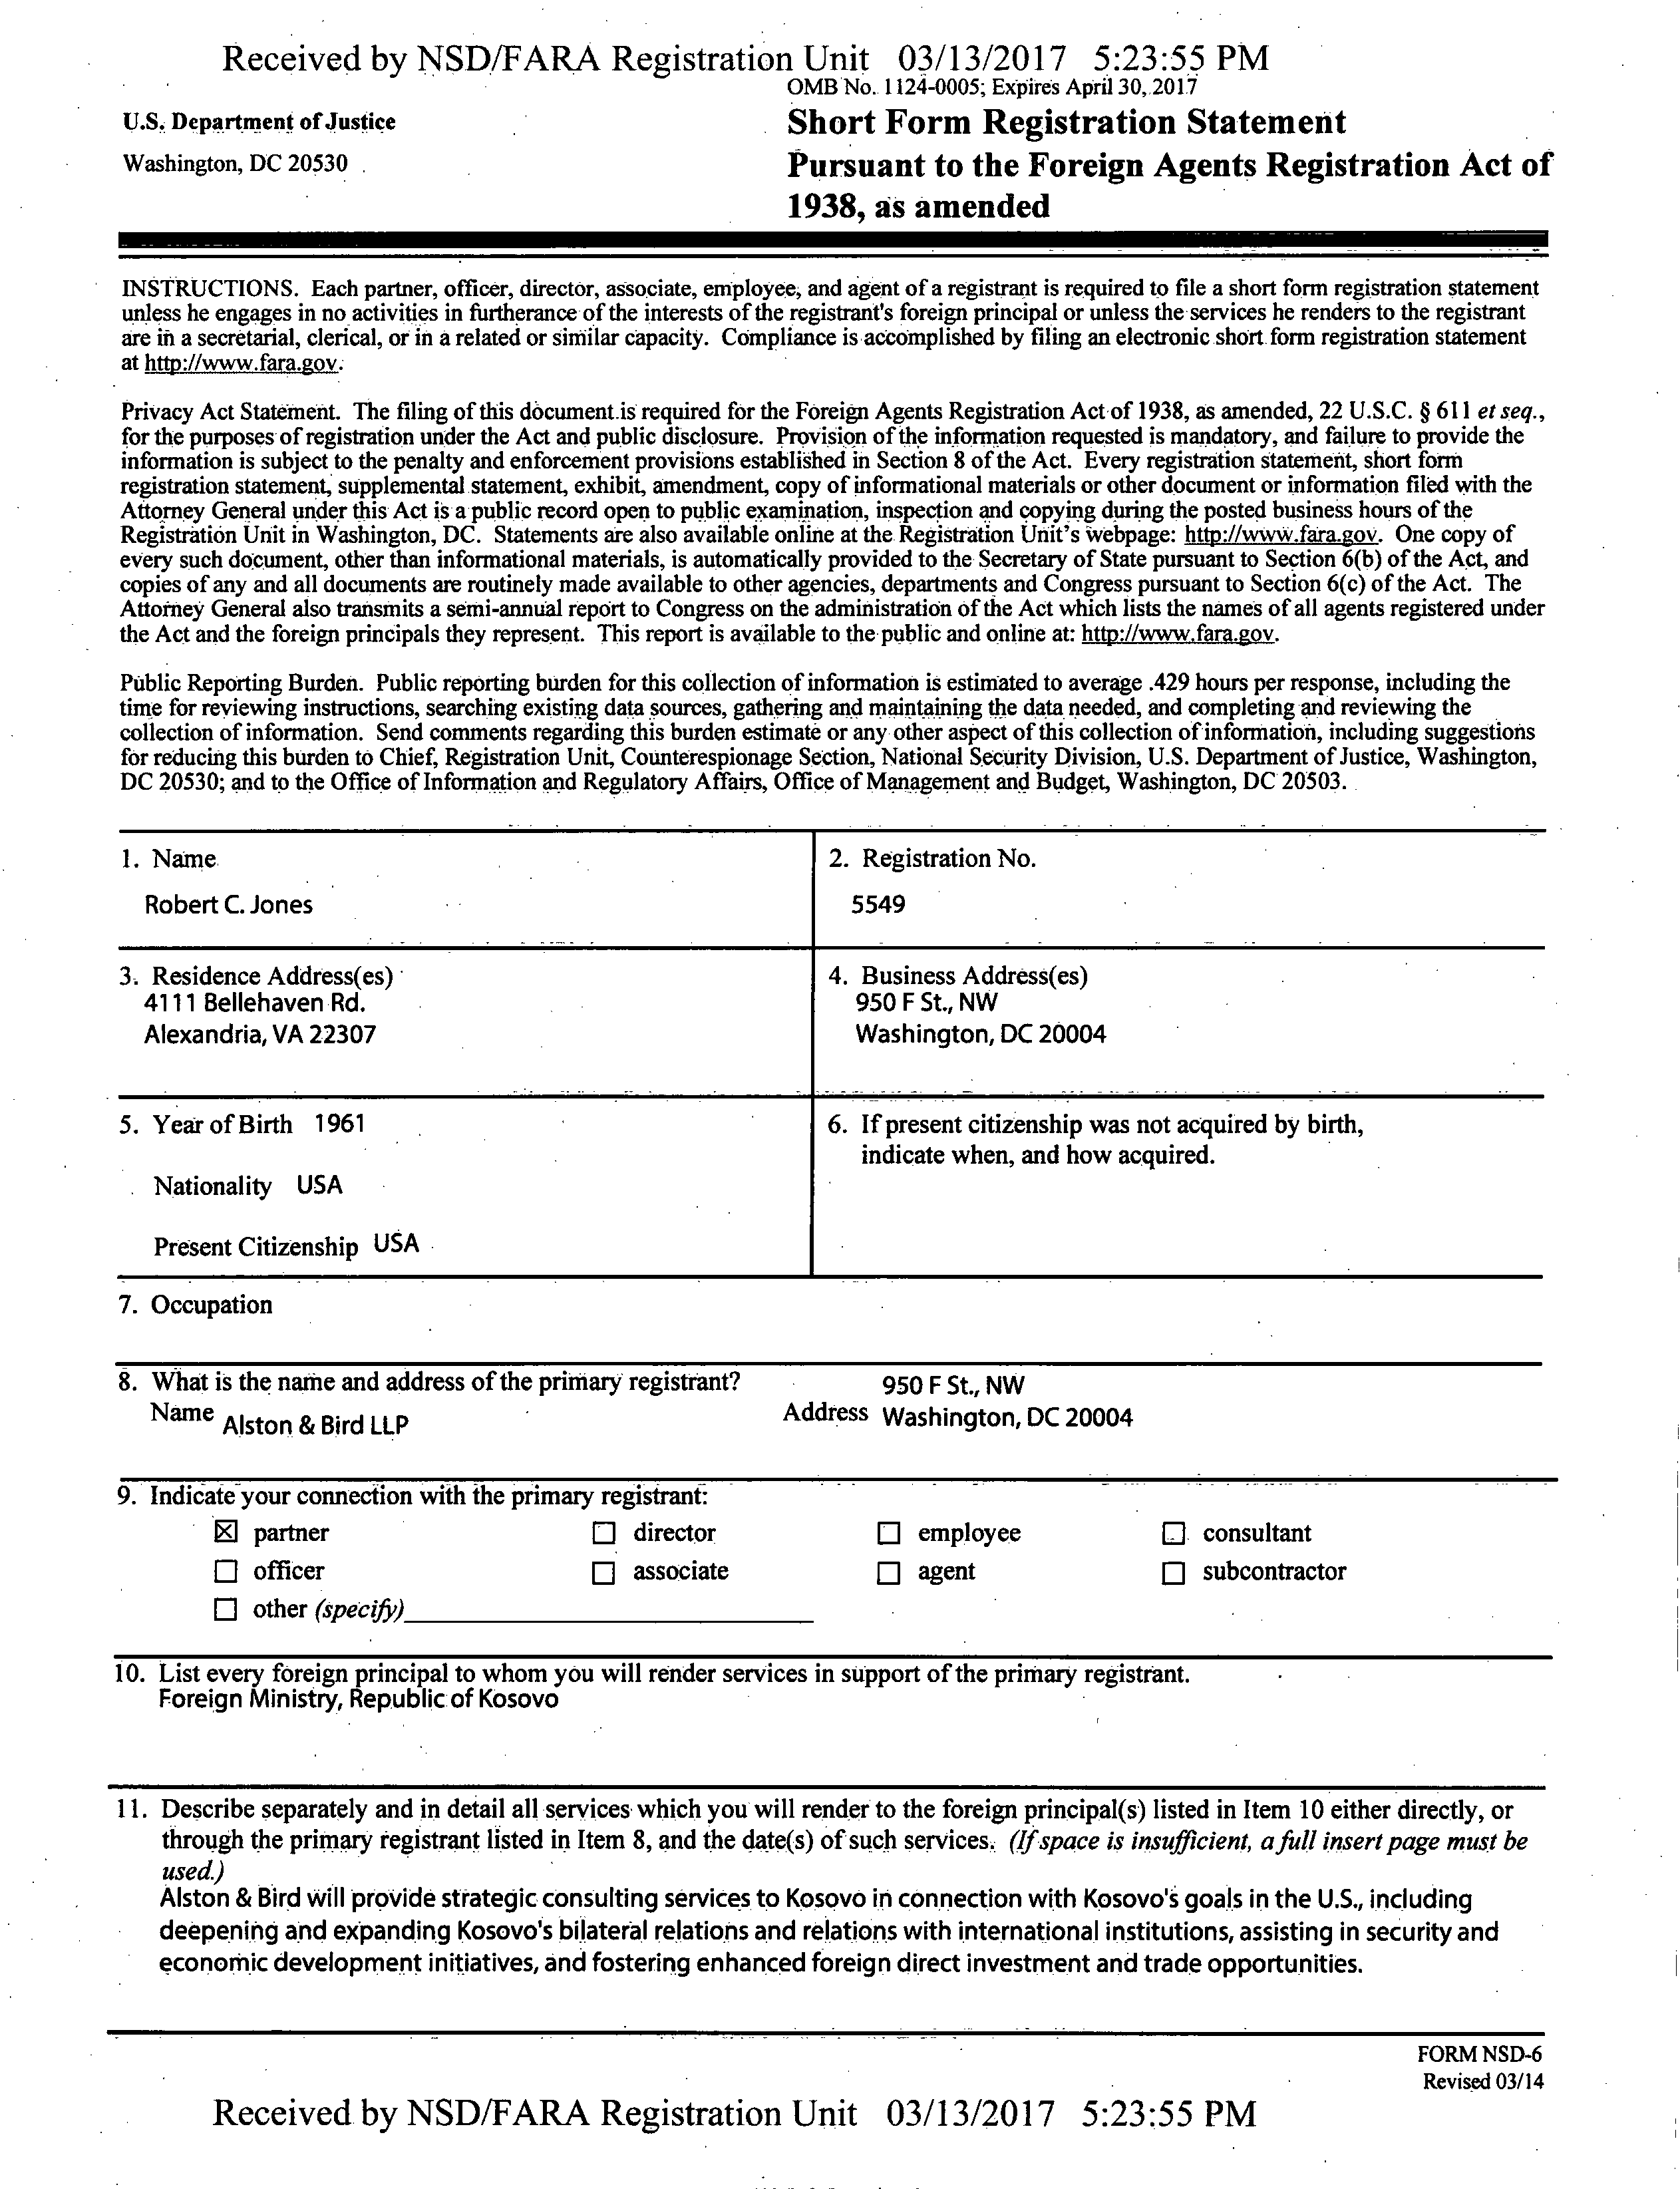 Received by NSD/FARA Registration Unit 03/13/2017 5:23:55 PM
OMB No. 1124-0005; Expires April 30, 2017
U.S. Department of Justice
Washington, DC 20530
Short Form Registration Statement
Pursuant to the Foreign Agents Registration Act of
1938, as amended
INSTRUCTIONS. Each partner, officer, director, associate, employee, and agent of a registrant is required to file a short form registration statement
unless he engages in no activities in furtherance of the interests of the registrant's foreign principal or unless the services he renders to the registrant
are in a secretarial, clerical, or in a related or similar capacity. Compliance is accomplished by filing an electronic short form registration statement
at http://www.fara.gov.
Privacy Act Statement. The filing of this document is required for the Foreign Agents Registration Act of 1938, as amended, 22 U.S.C. § 611 et seq.,
for the purposes of registration under the Act and public disclosure. Provision of the information requested is mandatory, and failure to provide the
information is subject to the penalty and enforcement provisions established in Section 8 of the Act. Every registration statement, short form
registration statement, supplemental statement, exhibit, amendment, copy of informational materials or other document or information filed with the
Attorney General under this Act is a public record open to public examination, inspection and copying during the posted business hours of the
Registration Unit in Washington, DC. Statements are also available online at the Registration Unit's webpage: http://www.fara.gov. One copy of
every such document, other than informational materials, is automatically provided to the Secretary of State pursuant to Section 6(b) of the Act, and
copies of any and all documents are routinely made available to other agencies, departments and Congress pursuant to Section 6(c) of the Act. The
Attorney General also transmits a semi-annual report to Congress on the administration of the Act which lists the names of all agents registered under
the Act and the foreign principals they represent. This report is available to the public and online at: http://www.fara.gov.
Public Reporting Burden. Public reporting burden for this collection of information is estimated to average .429 hours per response, including the
time for reviewing instructions, searching existing data sources, gathering and maintaining the data needed, and completing and reviewing the
collection of information. Send comments regarding this burden estimate or any other aspect of this collection of information, including suggestions
for reducing this burden to Chief, Registration Unit, Counterespionage Section, National Security Division, U.S. Department of Justice, Washington,
DC 20530; and to the Office of Information and Regulatory Affairs, Office of Management and Budget, Washington, DC 20503.
1. Name
Robert C. Jones
2. Registration No.
5549
3. Residence Address(es)
4111 Bellehaven Rd.
Alexandria, VA 22307
4. Business Address(es)
950 F St., NW
Washington, DC 20004
5. Year of Birth 1961
Nationality USA
Present Citizenship USA
6. If present citizenship was not acquired by birth,
indicate when, and how acquired.
7. Occupation
8. What is the name and address of the primary registrant?
Name Alston & Bird LLP
950 F St., NW
Address Washington, DC 20004
9. Indicate your connection with the primary registrant:
☒ partner ☐ director ☐ employee ☐ consultant
☐ officer ☐ associate ☐ agent ☐ subcontractor
☐ other (specify)
10. List every foreign principal to whom you will render services in support of the primary registrant.
Foreign Ministry, Republic of Kosovo
11. Describe separately and in detail all services which you will render to the foreign principal(s) listed in Item 10 either directly, or
through the primary registrant listed in Item 8, and the date(s) of such services. (If space is insufficient, a full insert page must be
used.)
Alston & Bird will provide strategic consulting services to Kosovo in connection with Kosovo's goals in the U.S., including
deepening and expanding Kosovo's bilateral relations and relations with international institutions, assisting in security and
economic development initiatives, and fostering enhanced foreign direct investment and trade opportunities.
FORM NSD-6
Revised 03/14
Received by NSD/FARA Registration Unit 03/13/2017 5:23:55 PM